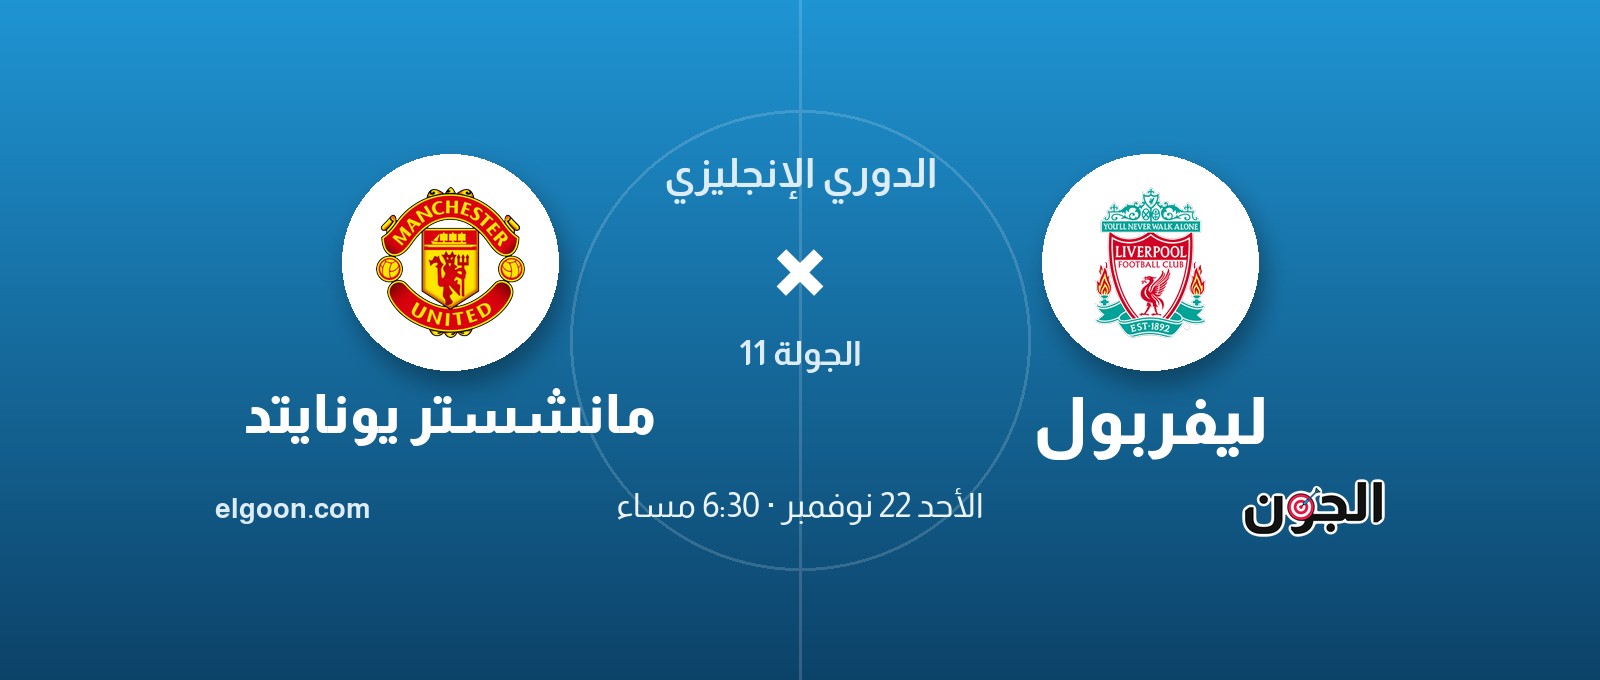 الدوري الإنجليزي
×
الجولة 11
YOU'LL NEVER WALK ALONE
LIVERPOOL
FOOTBALL CLUB
EST·1892
ليفربول
MANCHESTER
UNITED
مانشستر يونايتد
الجون
الأحد 22 نوفمبر · 6:30 مساء
elgoon.com